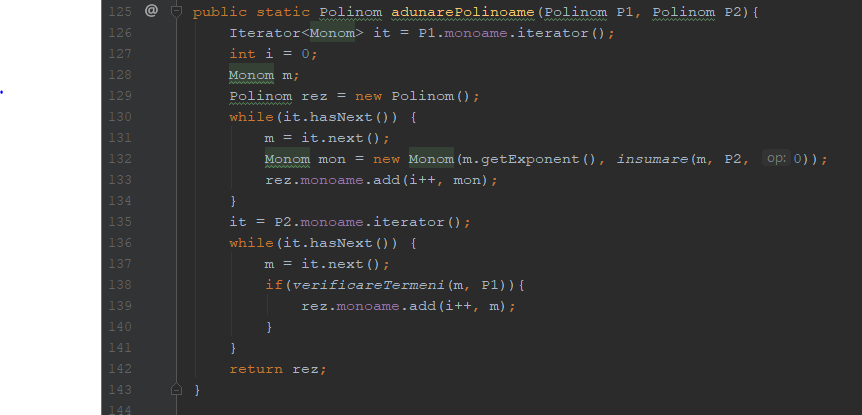 125 @ public static Polinom adunarePolinoame(Polinom P1, Polinom P2){
126 Iterator<Monom> it = P1.monoame.iterator();
127 int i = 0;
128 Monom m;
129 Polinom rez = new Polinom();
130 while(it.hasNext()) {
131 m = it.next();
132 Monom mon = new Monom(m.getExponent(), insumare(m, P2, op: 0));
133 rez.monoame.add(i++, mon);
134 }
135 it = P2.monoame.iterator();
136 while(it.hasNext()) {
137 m = it.next();
138 if(verificareTermeni(m, P1)){
139 rez.monoame.add(i++, m);
140 }
141 }
142 return rez;
143 }
144